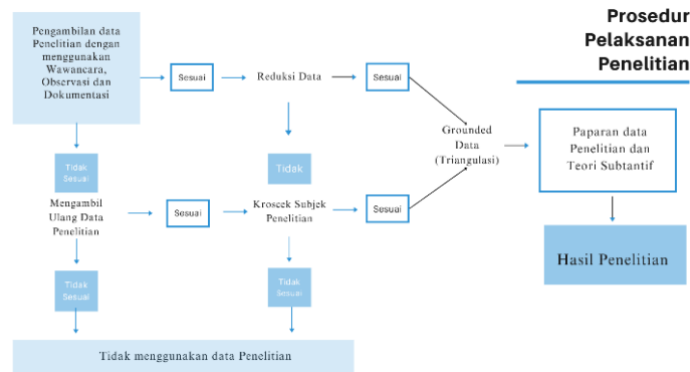 Prosedur
Pelaksanan
Penelitian
Pengambilan data
Penelitian dengan
menggunakan
Wawancara,
Observasi dan
Dokumentasi
Sesuai
Reduksi Data
Sesuai
Grounded
Data
(Triangulasi)
Paparan data
Penelitian dan
Teori Subtantif
Tidak
Sesuai
Tidak
Mengambil
Ulang Data
Penelitian
Sesuai
Kroscek Subjek
Penelitian
Sesuai
Hasil Penelitian
Tidak
Sesuai
Tidak
Sesuai
Tidak menggunakan data Penelitian